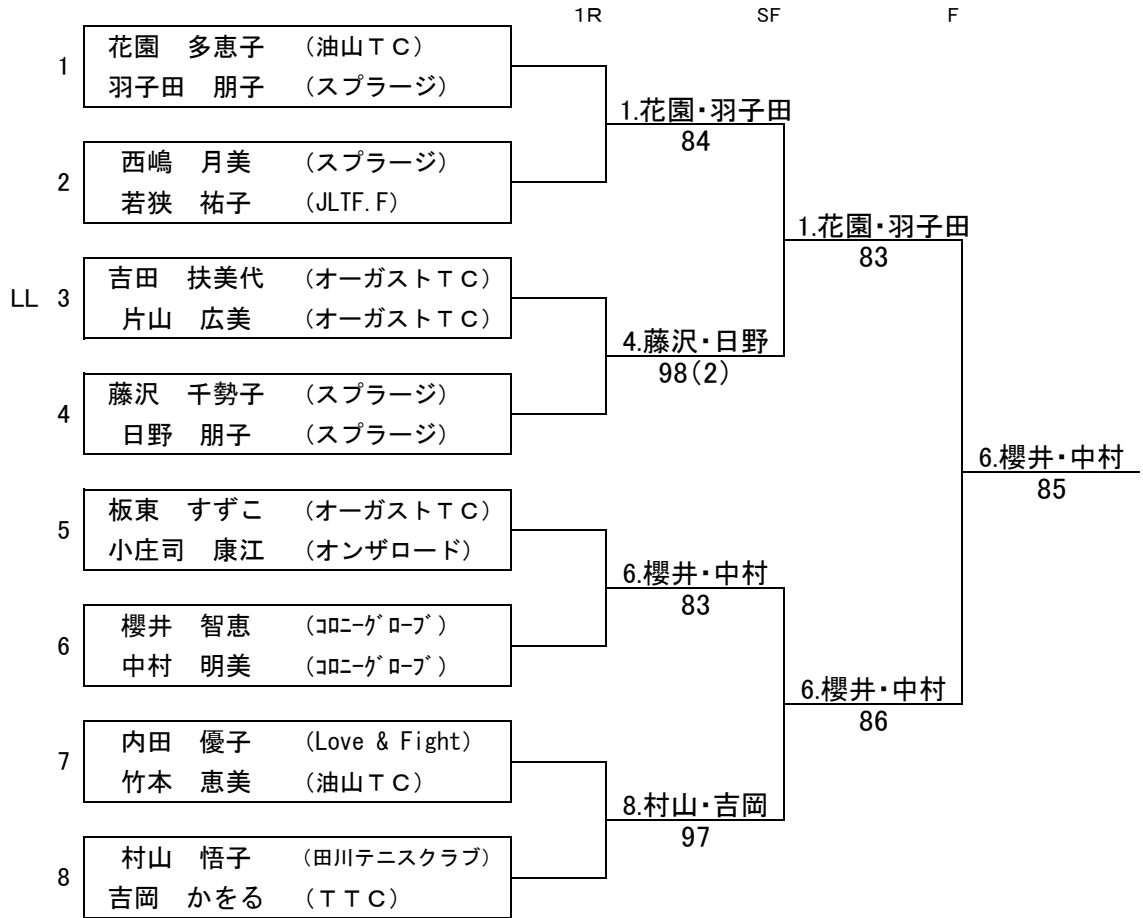 1R SF F
1 花園 多恵子 (油山TC)
羽子田 朋子 (スプラージ)
1.花園・羽子田
84
2 西嶋 月美 (スプラージ)
若狭 祐子 (JLTF.F)
1.花園・羽子田
83
LL 3 吉田 扶美代 (オーガストTC)
片山 広美 (オーガストTC)
4.藤沢・日野
98(2)
4 藤沢 千勢子 (スプラージ)
日野 朋子 (スプラージ)
6.櫻井・中村
85
5 板東 すずこ (オーガストTC)
小庄司 康江 (オンザロード)
6.櫻井・中村
83
6 櫻井 智恵 (コロニーグローブ)
中村 明美 (コロニーグローブ)
6.櫻井・中村
86
7 内田 優子 (Love & Fight)
竹本 恵美 (油山TC)
8.村山・吉岡
97
8 村山 悟子 (田川テニスクラブ)
吉岡 かをる (TTC)